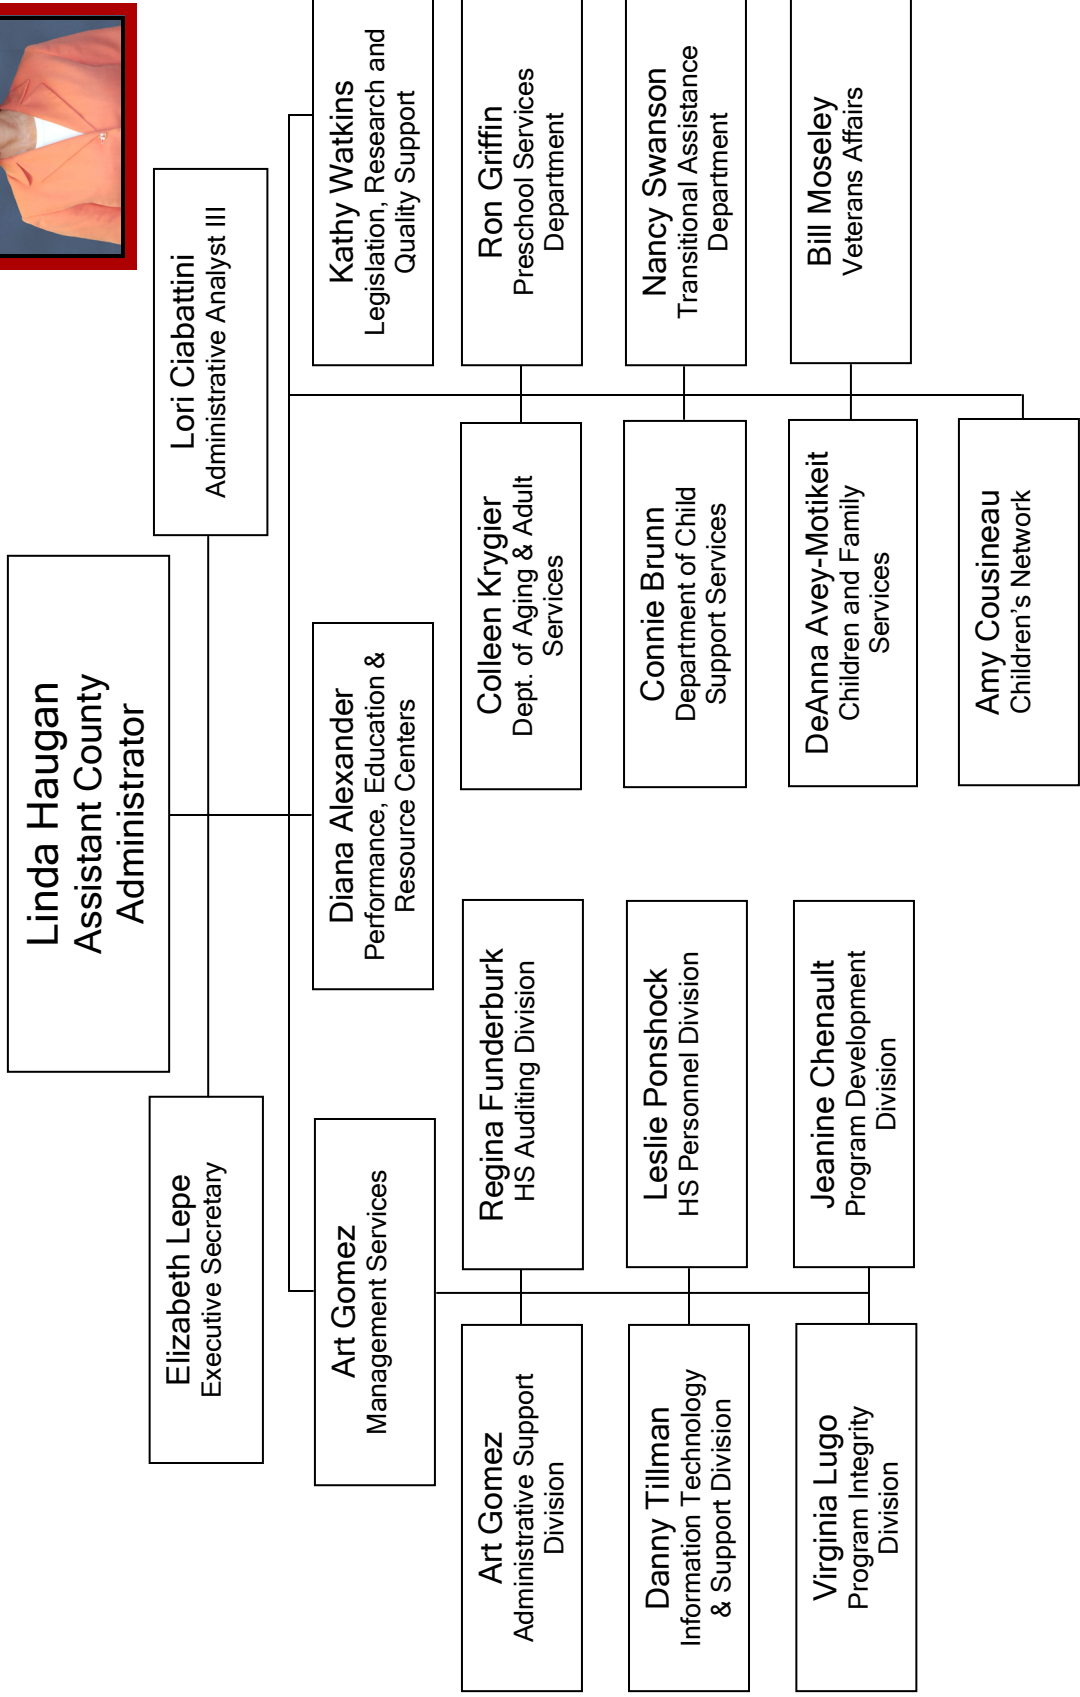 Linda Haugan
Assistant County
Administrator
Elizabeth Lepe
Executive Secretary
Lori Ciabattini
Administrative Analyst III
Art Gomez
Management Services
Diana Alexander
Performance, Education &
Resource Centers
Kathy Watkins
Legislation, Research and
Quality Support
Art Gomez
Administrative Support
Division
Regina Funderburk
HS Auditing Division
Colleen Krygier
Dept. of Aging & Adult
Services
Ron Griffin
Preschool Services
Department
Danny Tillman
Information Technology
& Support Division
Leslie Ponshock
HS Personnel Division
Connie Brunn
Department of Child
Support Services
Nancy Swanson
Transitional Assistance
Department
Virginia Lugo
Program Integrity
Division
Jeanine Chenault
Program Development
Division
DeAnna Avey-Motikeit
Children and Family
Services
Bill Moseley
Veterans Affairs
Amy Cousineau
Children’s Network